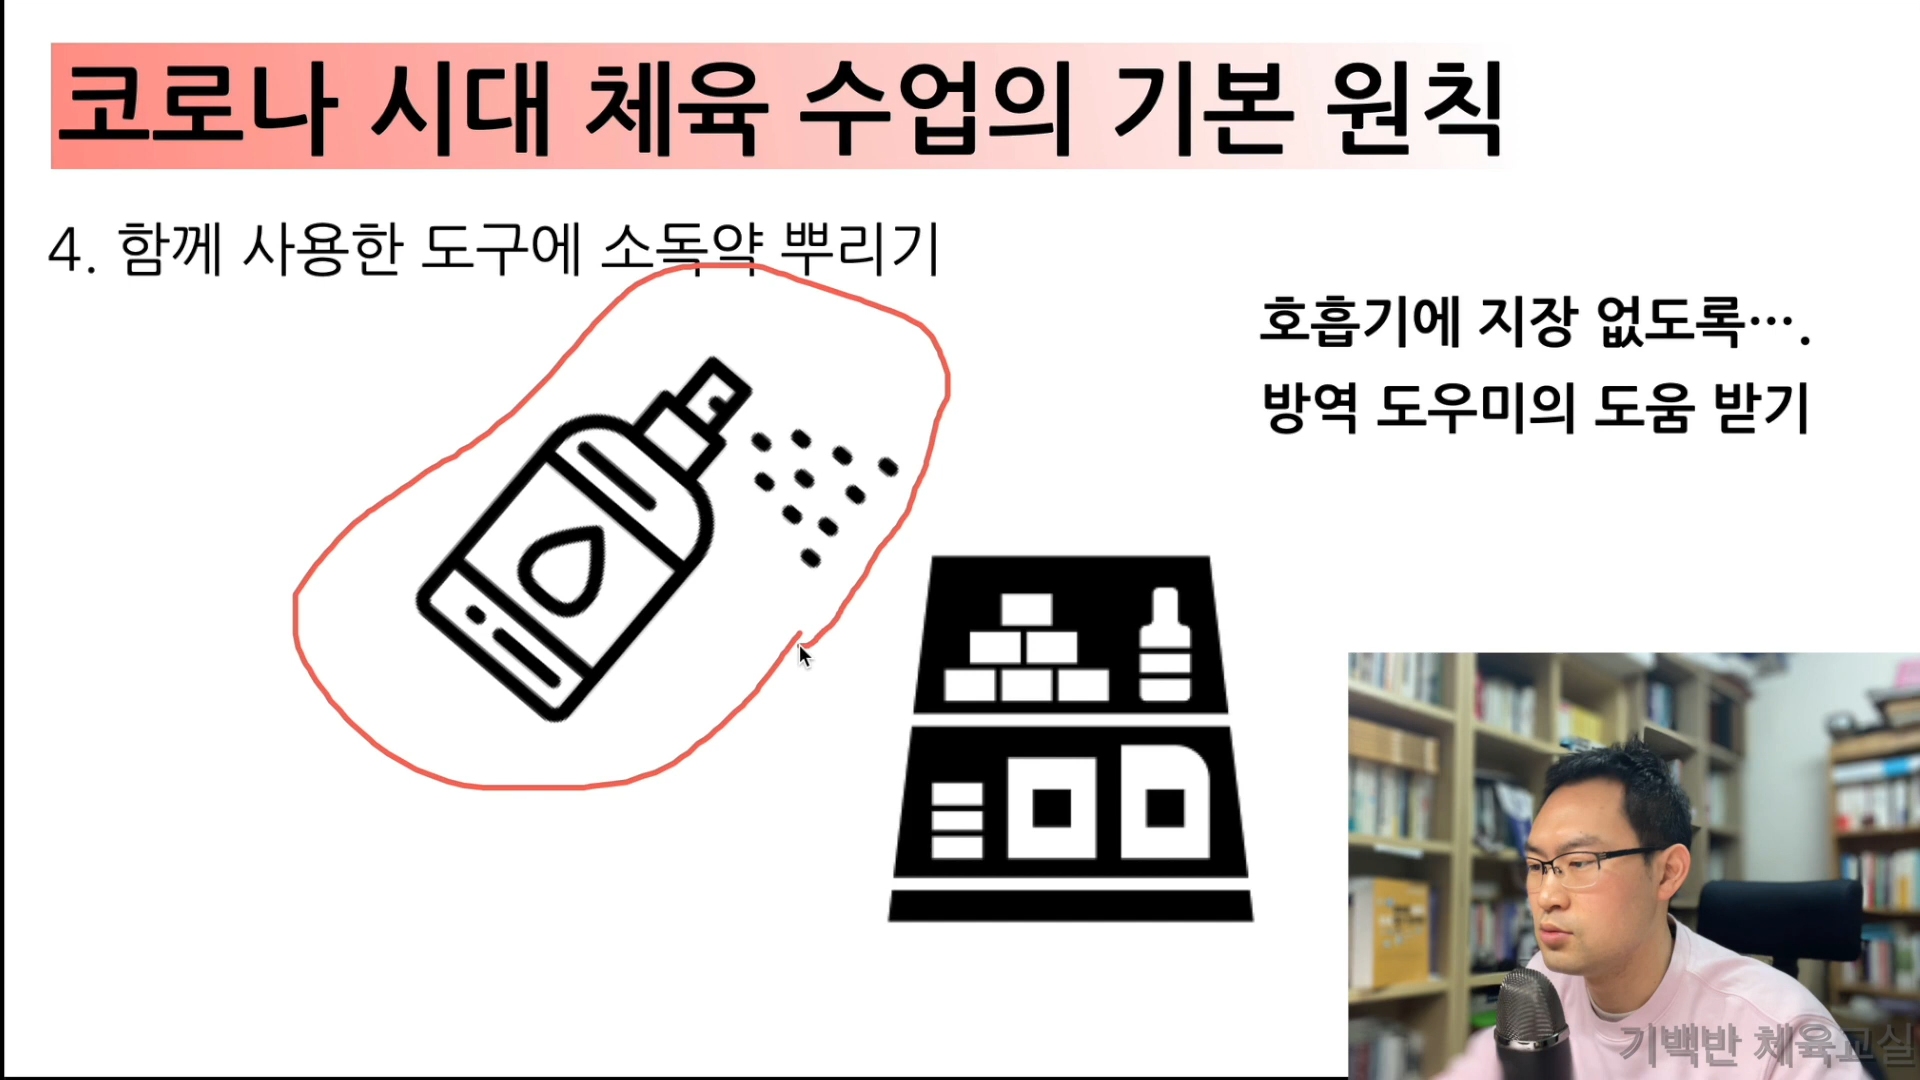 코로나 시대 체육 수업의 기본 원칙
4. 함께 사용한 도구에 소독약 뿌리기
호흡기에 지장 없도록….
방역 도우미의 도움 받기
기백반 체육교실